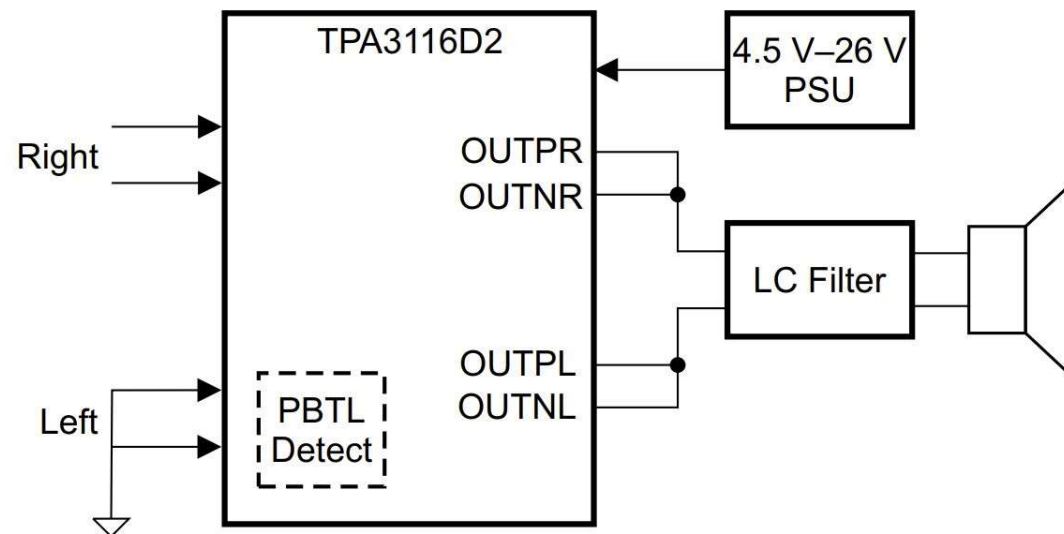 TPA3116D2
4.5 V–26 V
PSU
Right
OUTPR
OUTNR
LC Filter
OUTPL
OUTNL
Left
PBTL
Detect